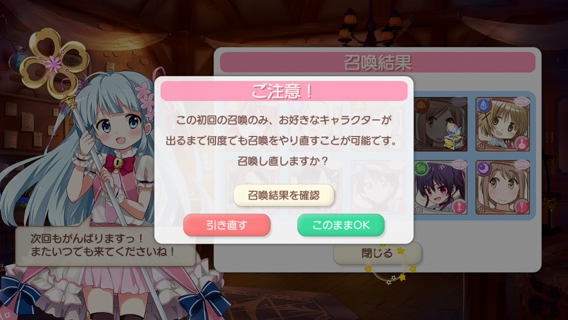 召喚結果
ご注意！
この初回の召喚のみ、お好きなキャラクターが
出るまで何度でも召喚をやり直すことが可能です。
召喚し直しますか？
召喚結果を確認
引き直す
このままOK
次回もがんばりますっ！
またいつでも来てくださいね！
閉じる